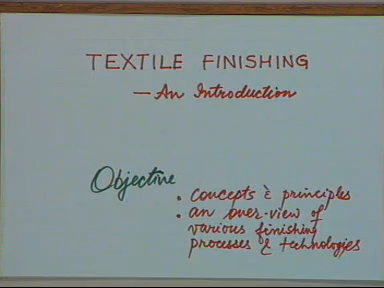 TEXTILE FINISHING
— An Introduction
Objective
• concepts & principles
• an over-view of
various finishing
processes & technologies